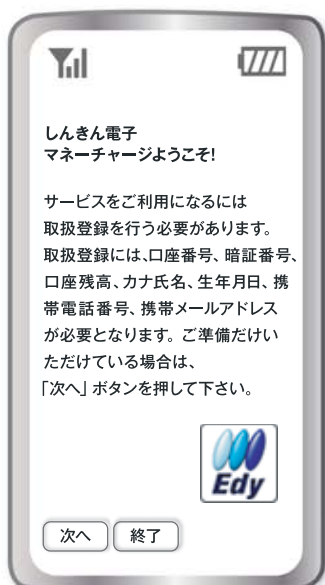 しんきん電子
マネーチャージようこそ!
サービスをご利用になるには
取扱登録を行う必要があります。
取扱登録には、口座番号、暗証番号、
口座残高、カナ氏名、生年月日、携
帯電話番号、携帯メールアドレス
が必要となります。ご準備だけい
ただけている場合は、
「次へ」ボタンを押して下さい。
Edy
次へ 終了